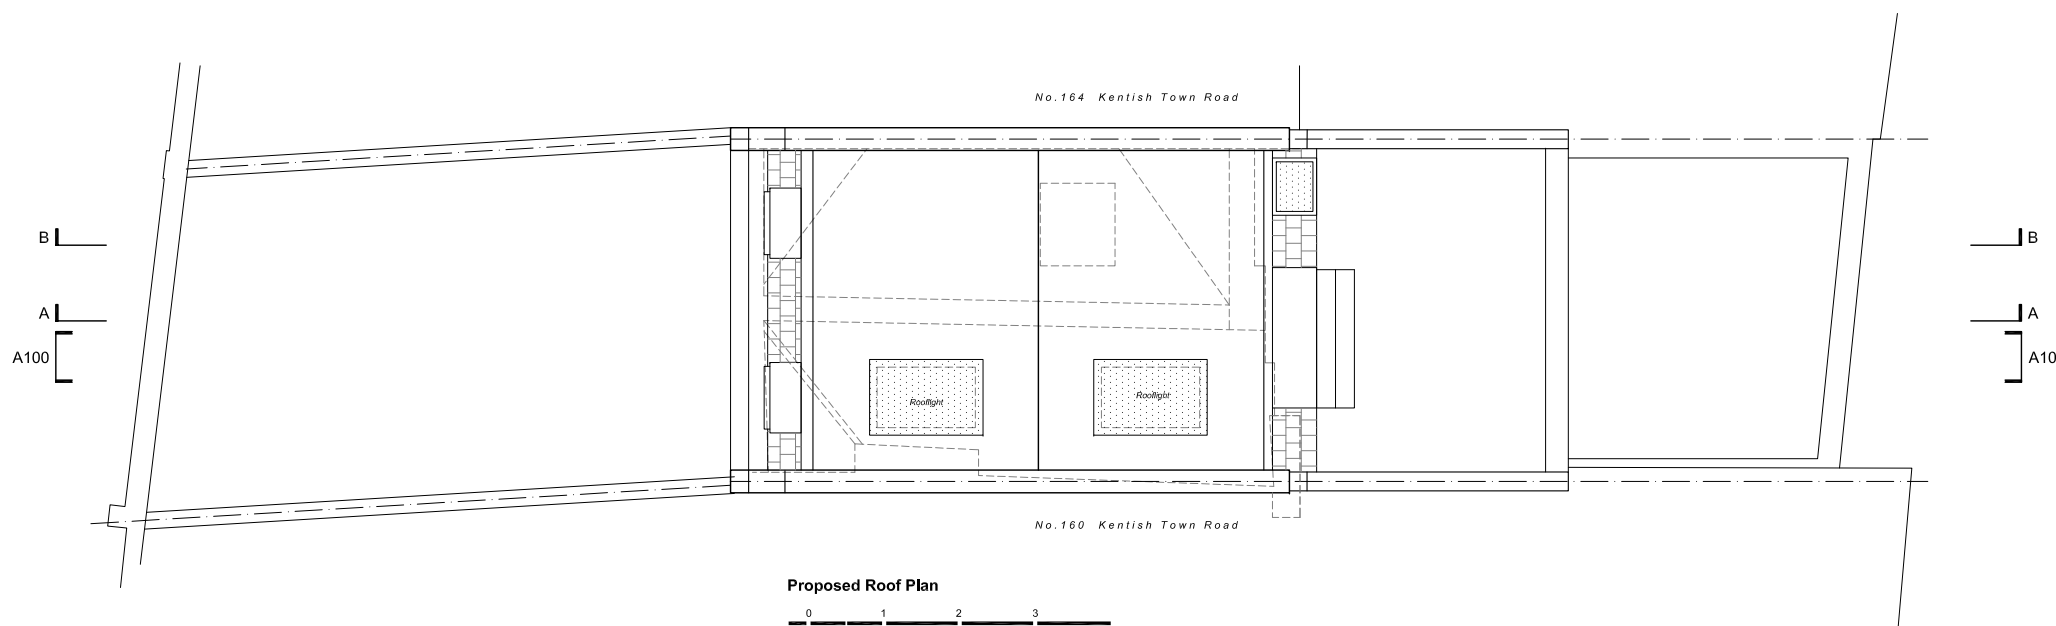 No.164 Kentish Town Road
B
B
A
A
A100
A10
Rooflight
Rooflight
No.160 Kentish Town Road
Proposed Roof Plan
0 1 2 3